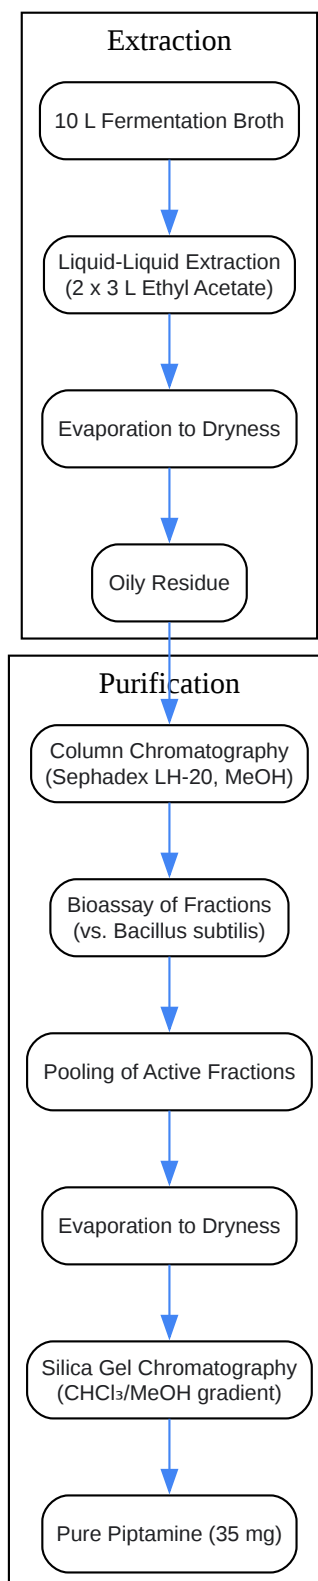 Extraction
10 L Fermentation Broth
Liquid-Liquid Extraction
(2 x 3 L Ethyl Acetate)
Evaporation to Dryness
Oily Residue
Purification
Column Chromatography
(Sephadex LH-20, MeOH)
Bioassay of Fractions
(vs. Bacillus subtilis)
Pooling of Active Fractions
Evaporation to Dryness
Silica Gel Chromatography
(CHCl₃/MeOH gradient)
Pure Piptamine (35 mg)